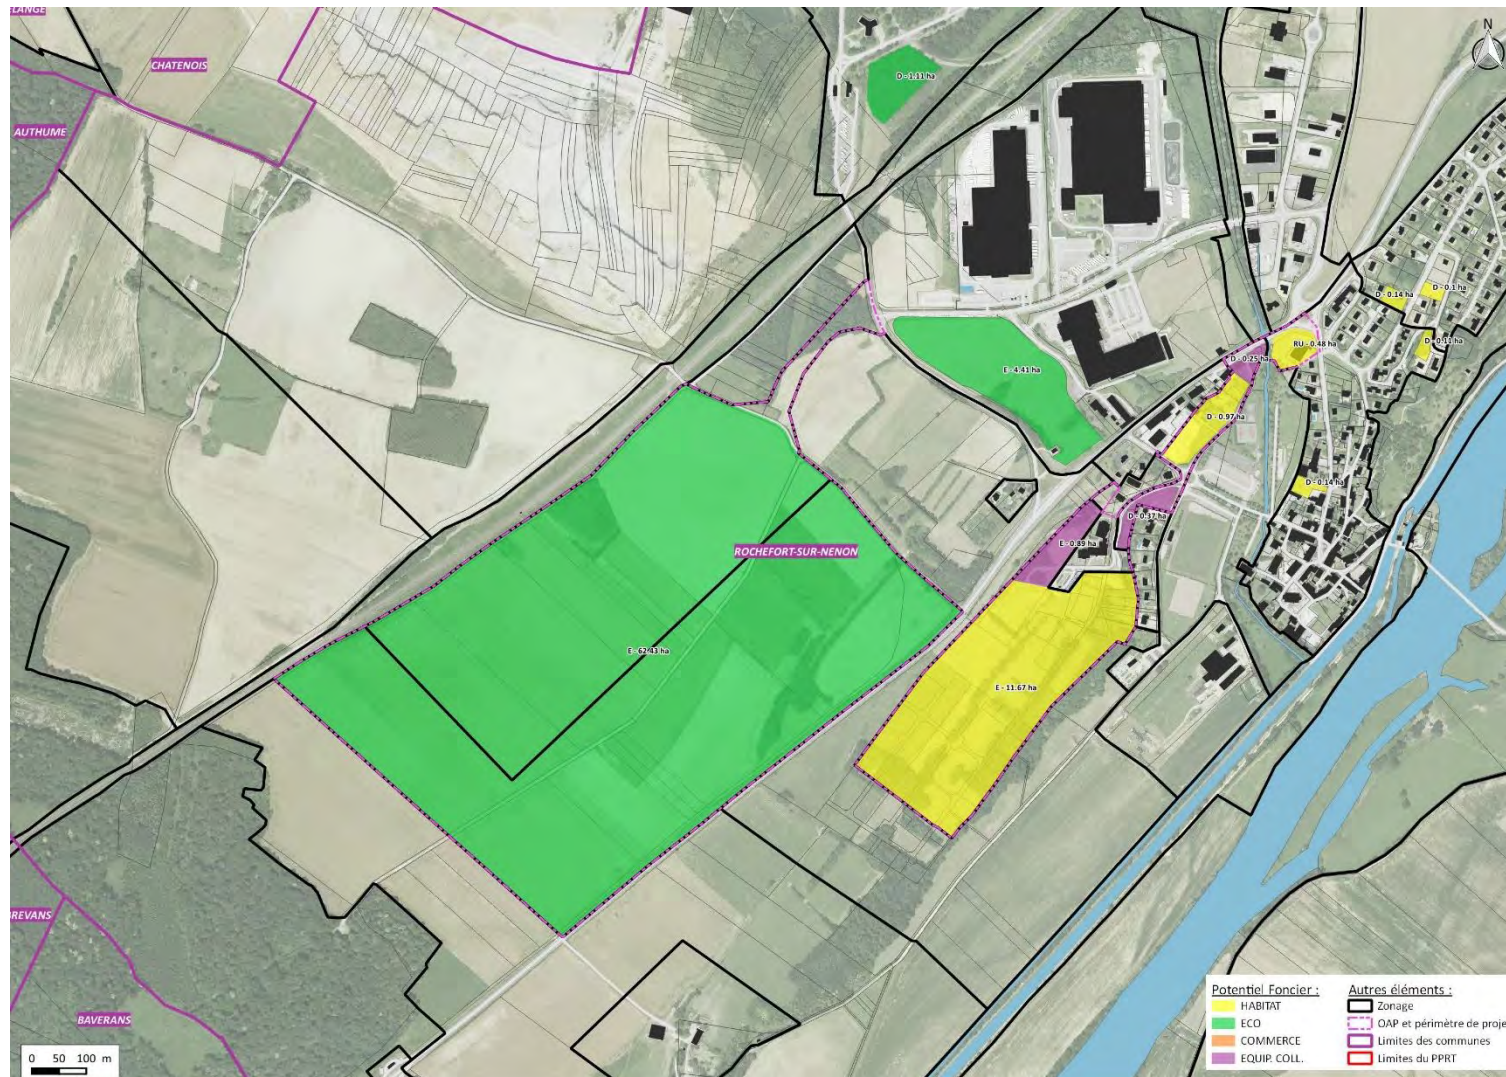 ELANGE
CHATENOIS
AUTHUME
N
D - 1.11 ha
D - 0.14 ha
D - 0.1 ha
RU - 0.48 ha
D - 0.11 ha
D - 0.25 ha
E - 4.41 ha
D - 0.97 ha
D - 0.14 ha
D - 0.37 ha
E - 0.89 ha
ROCHEFORT-SUR-NENON
E - 62.43 ha
E - 11.67 ha
BREVANS
BAVERANS
0 50 100 m
Potentiel Foncier :
HABITAT
ECO
COMMERCE
EQUIP. COLL.
Autres éléments :
Zonage
OAP et périmètre de proje
Limites des communes
Limites du PPRT